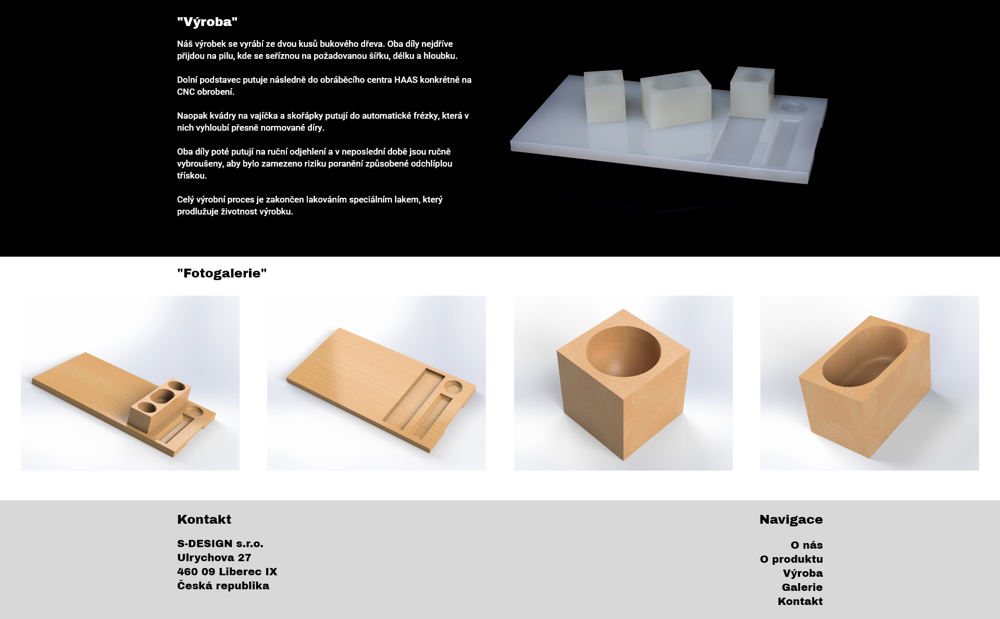 "Výroba"
Náš výrobek se vyrábí ze dvou kusů bukového dřeva. Oba díly nejdříve
přijdou na pilu, kde se seříznou na požadovanou šířku, délku a hloubku.
Dolní podstavec putuje následně do obráběcího centra HAAS konkrétně na
CNC obrobení.
Naopak kvádry na vajíčka a skořápky putují do automatické frézky, která v
nich vyhloubí přesně normované díry.
Oba díly poté putují na ruční odjehlení a v neposlední době jsou ručně
vybroušeny, aby bylo zamezeno riziku poranění způsobené odchlíplou
třískou.
Celý výrobní proces je zakončen lakováním speciálním lakem, který
prodlužuje životnost výrobku.
"Fotogalerie"
Kontakt
S-DESIGN s.r.o.
Ulrychova 27
460 09 Liberec IX
Česká republika
Navigace
O nás
O produktu
Výroba
Galerie
Kontakt